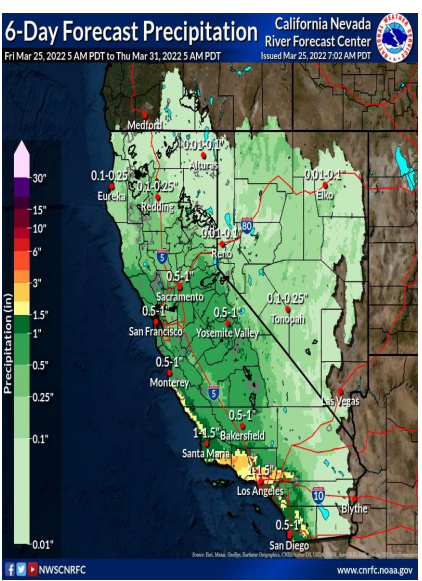 6-Day Forecast Precipitation
California Nevada
River Forecast Center
Fri Mar 25, 2022 5 AM PDT to Thu Mar 31, 2022 5 AM PDT
Issued Mar 25, 2022 7:02 AM PDT
NATIONAL WEATHER SERVICE
Medford
0.01-0.1"
Alturas
0.1-0.25"
Eureka
0.1-0.25"
Redding
0.01-0.1"
Elko
80
0.01-0.1"
Reno
5
0.5-1"
Sacramento
0.1-0.25"
Tonopah
0.5-1"
San Francisco
0.5-1"
Yosemite Valley
0.5-1"
Monterey
5
Las Vegas
0.5-1"
Bakersfield
1-1.5"
Santa Maria
1-1.5"
Los Angeles
10
Blythe
0.5-1"
San Diego
Precipitation (in)
30"
15"
10"
6"
3"
1.5"
1"
0.5"
0.25"
0.1"
0.01"
NWSCNRFC
www.cnrfc.noaa.gov